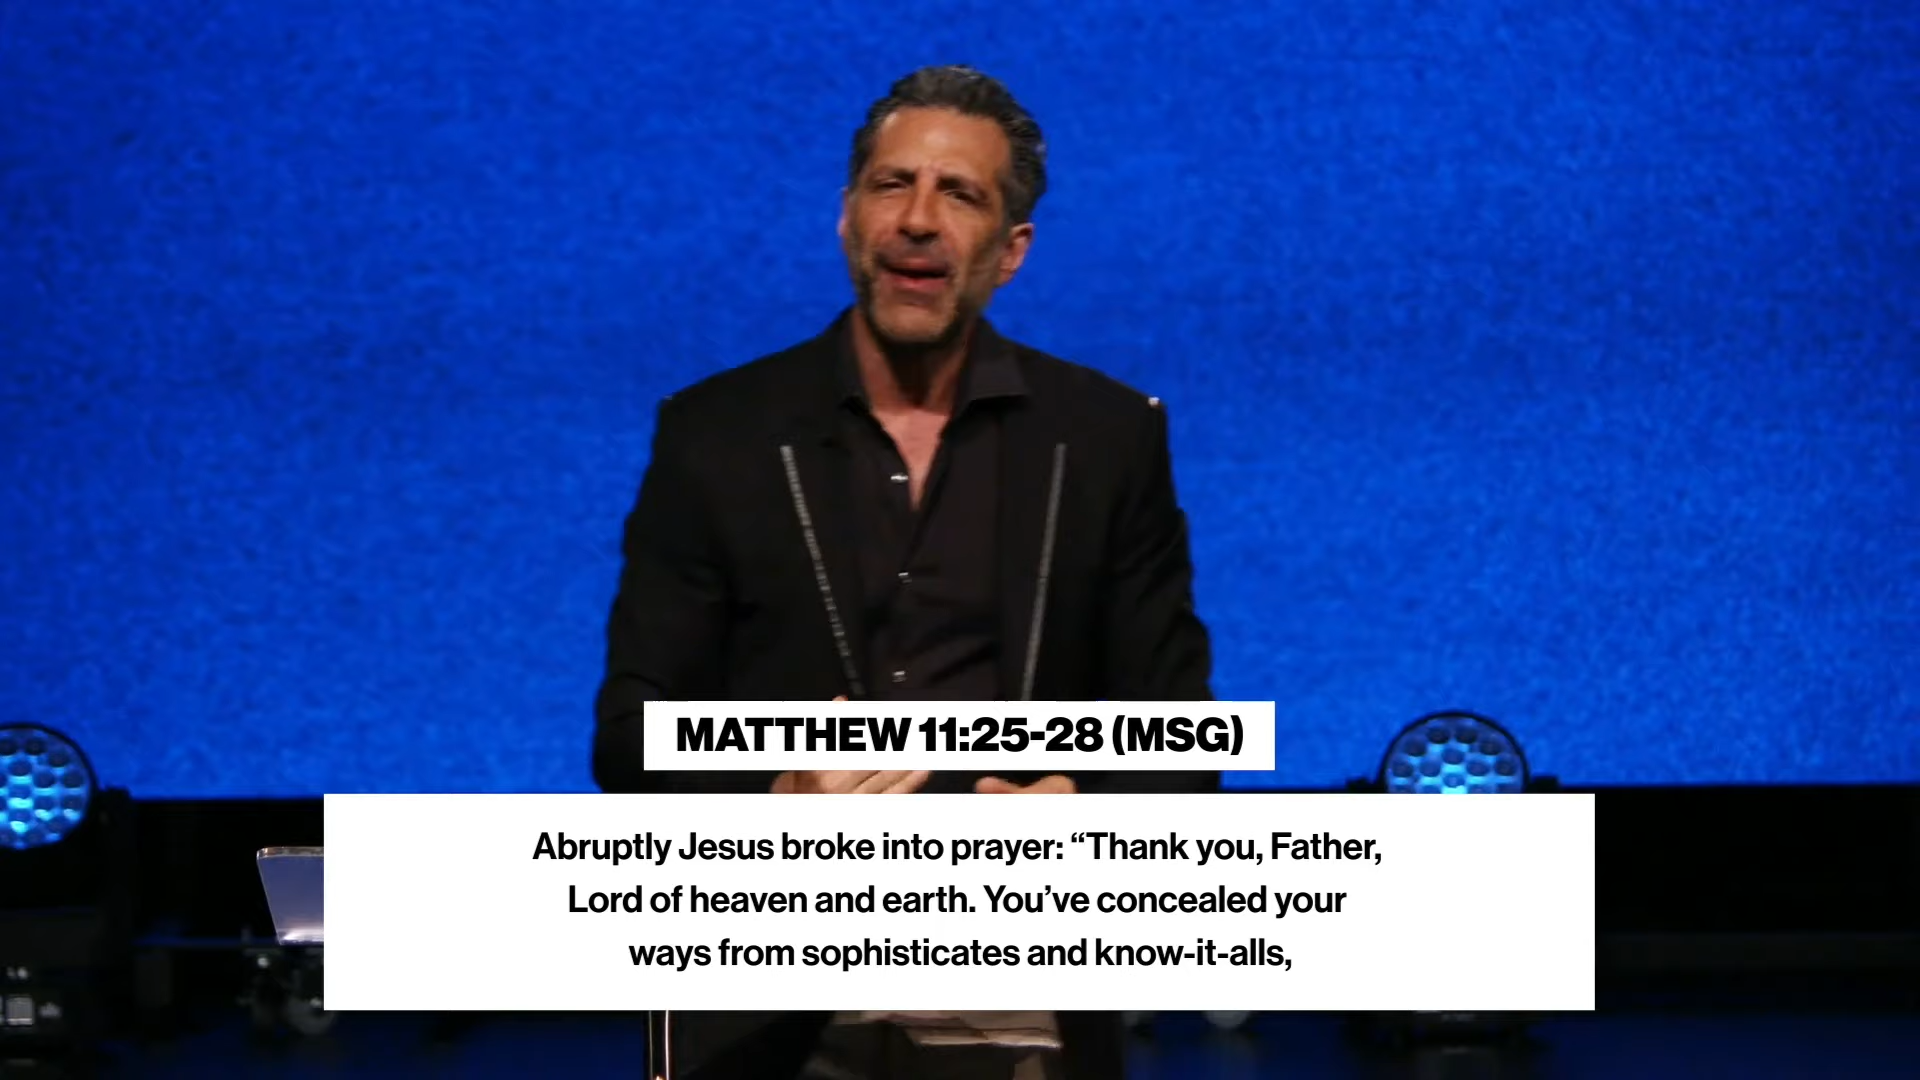 MATTHEW 11:25-28 (MSG)
Abruptly Jesus broke into prayer: “Thank you, Father,
Lord of heaven and earth. You’ve concealed your
ways from sophisticates and know-it-alls,